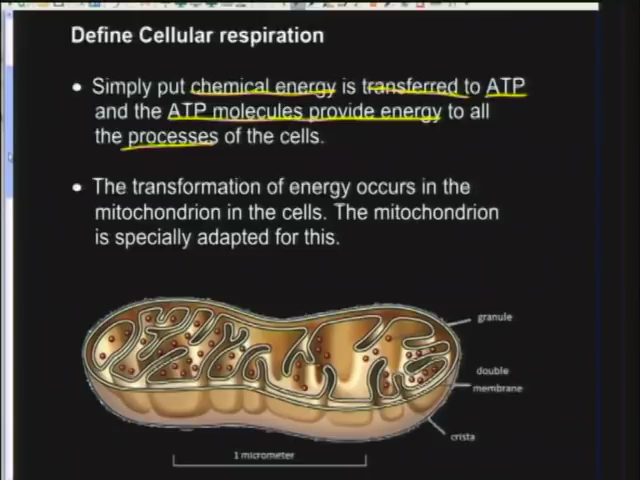 Define Cellular respiration
• Simply put chemical energy is transferred to ATP
and the ATP molecules provide energy to all
the processes of the cells.
• The transformation of energy occurs in the
mitochondrion in the cells. The mitochondrion
is specially adapted for this.
granule
double
membrane
crista
1 micrometer